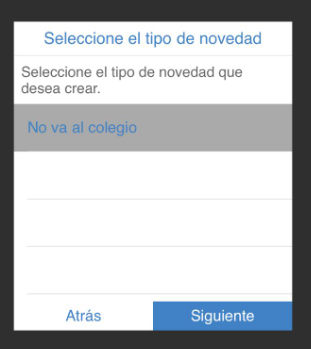 Seleccione el tipo de novedad
Seleccione el tipo de novedad que
desea crear.
No va al colegio
Atrás
Siguiente